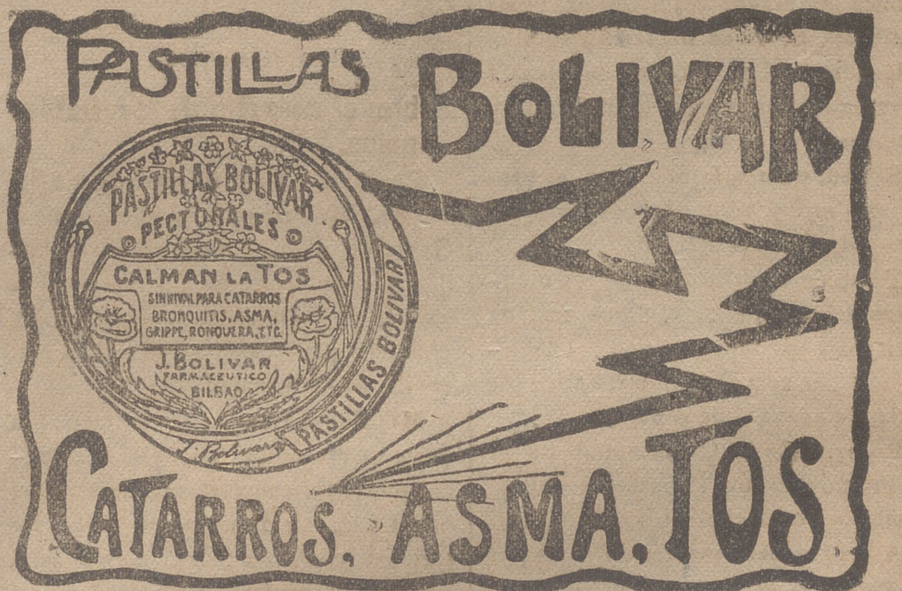 PASTILLAS BOLIVAR
PASTILLAS BOLIVAR
PECTORALES
CALMAN LA TOS
SIN RIVAL PARA CATARROS
BRONQUITIS, ASMA,
GRIPPE, RONQUERA, ETC.
J. BOLIVAR
FARMACEUTICO
BILBAO
J. Bolivar
PASTILLAS BOLIVAR
CATARROS, ASMA, TOS